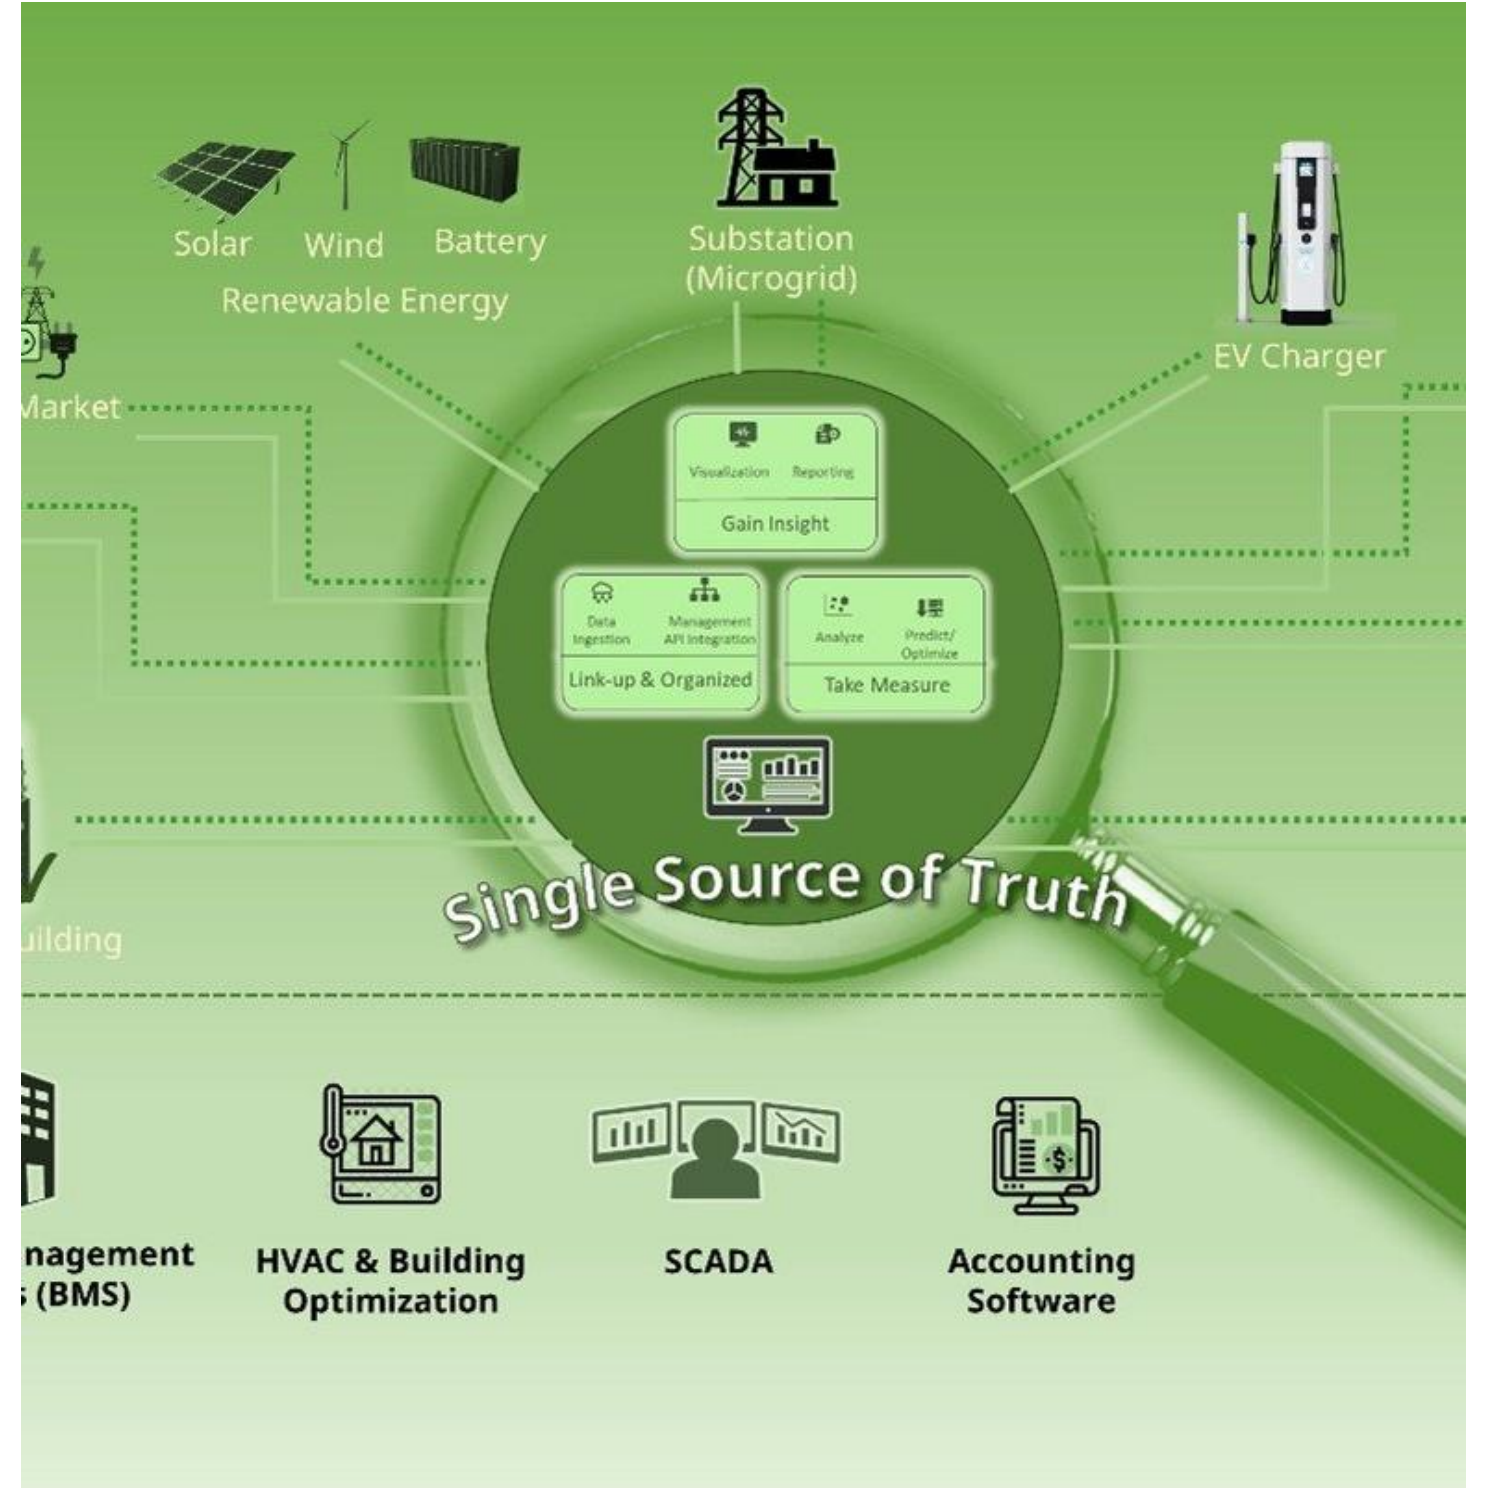 Solar
Wind
Battery
Renewable Energy
Substation
(Microgrid)
EV Charger
Market
Visualization
Reporting
Gain Insight
Data
Ingestion
Management
API Integration
Link-up & Organized
Analyze
Predict/
Optimize
Take Measure
Single Source of Truth
uilding
nagement
s (BMS)
HVAC & Building
Optimization
SCADA
Accounting
Software